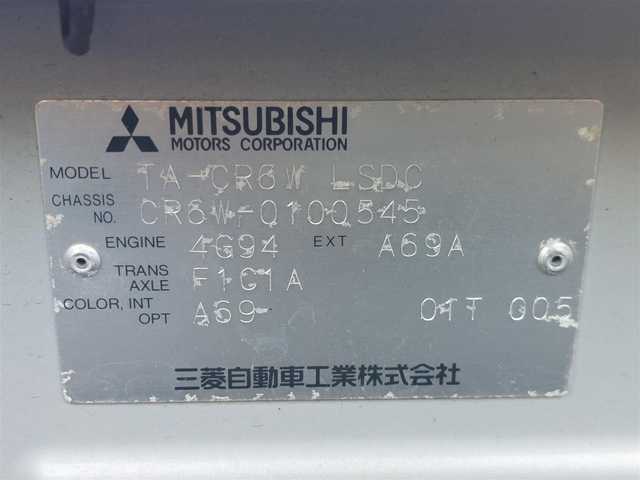 MITSUBISHI
MOTORS CORPORATION
MODEL TA-CR6W LSDC
CHASSIS NO. CR6W-0100545
ENGINE 4G94 EXT A69A
TRANS AXLE F1C1A
COLOR, INT OPT A69 01T 005
三菱自動車工業株式会社